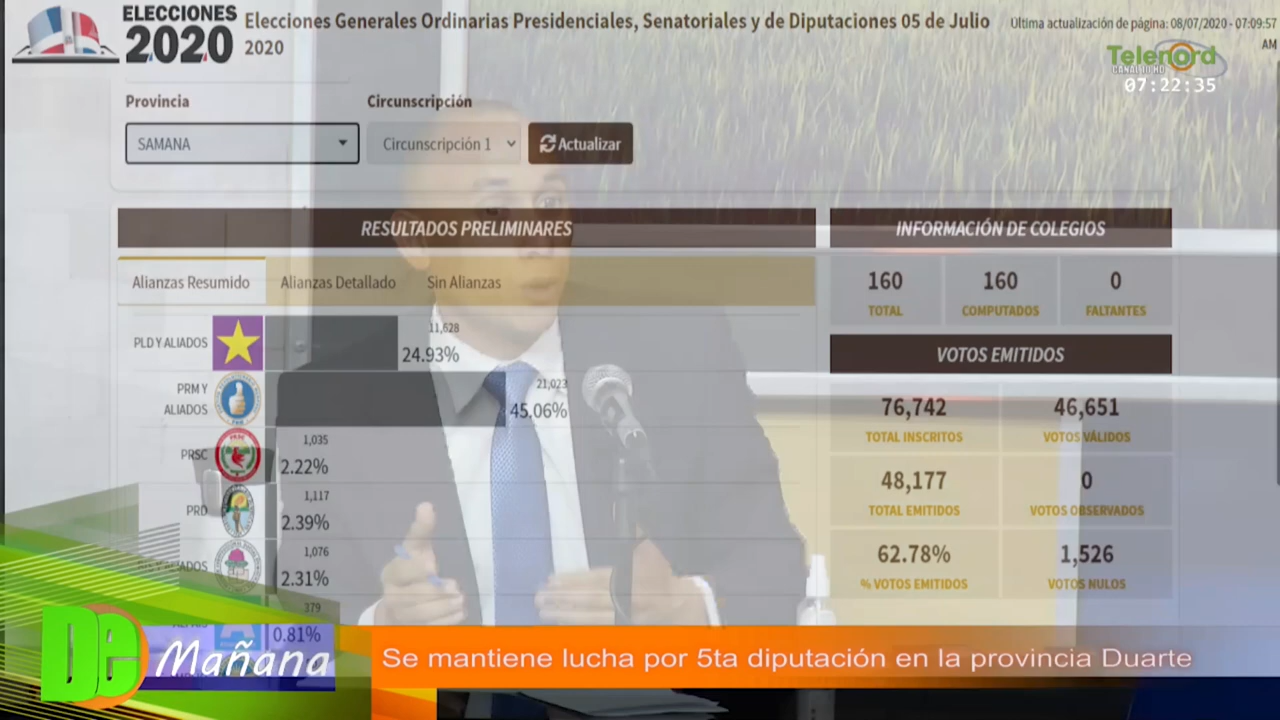 ELECCIONES
2020
Elecciones Generales Ordinarias Presidenciales, Senatoriales y de Diputaciones 05 de Julio
2020
Última actualización de página: 08/07/2020 - 07:09:57
AM
Telenord
CANAL 10 HD
07:22:35
Provincia
Circunscripción
SAMANA
Circunscripción 1
Actualizar
RESULTADOS PRELIMINARES
INFORMACIÓN DE COLEGIOS
Alianzas Resumido
Alianzas Detallado
Sin Alianzas
160
160
0
TOTAL
COMPUTADOS
FALTANTES
PLD Y ALIADOS
11,628
24.93%
VOTOS EMITIDOS
PRM Y
ALIADOS
21,023
45.06%
76,742
46,651
TOTAL INSCRITOS
VOTOS VÁLIDOS
PRSC
1,035
2.22%
48,177
0
TOTAL EMITIDOS
VOTOS OBSERVADOS
PRD
1,117
2.39%
62.78%
1,526
% VOTOS EMITIDOS
VOTOS NULOS
1,076
2.31%
379
0.81%
De
Mañana
Se mantiene lucha por 5ta diputación en la provincia Duarte